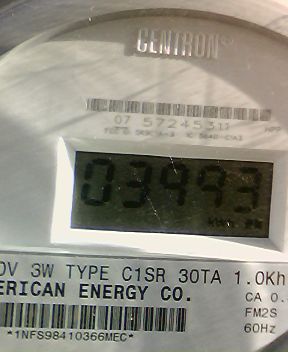 CENTRON®
07 57245311
03993
kWh
0V 3W TYPE C1SR 30TA 1.0Kh
ERICAN ENERGY CO.
CA 0.
FM2S
*1NFS98410366MEC*
60Hz